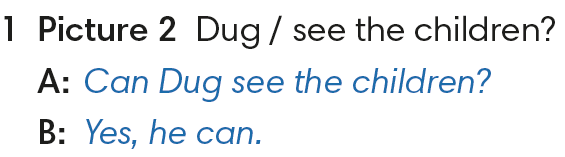 1 Picture 2 Dug / see the children?
A: Can Dug see the children?
B: Yes, he can.